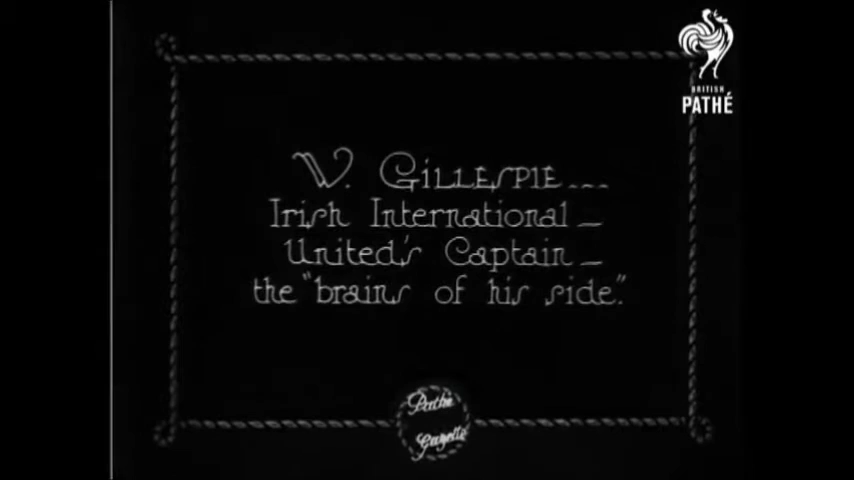 BRITISH
PATHÉ
W. GILLESPIE...
Irish International –
United's Captain –
the "brains of his side."
Pathé
Gazette